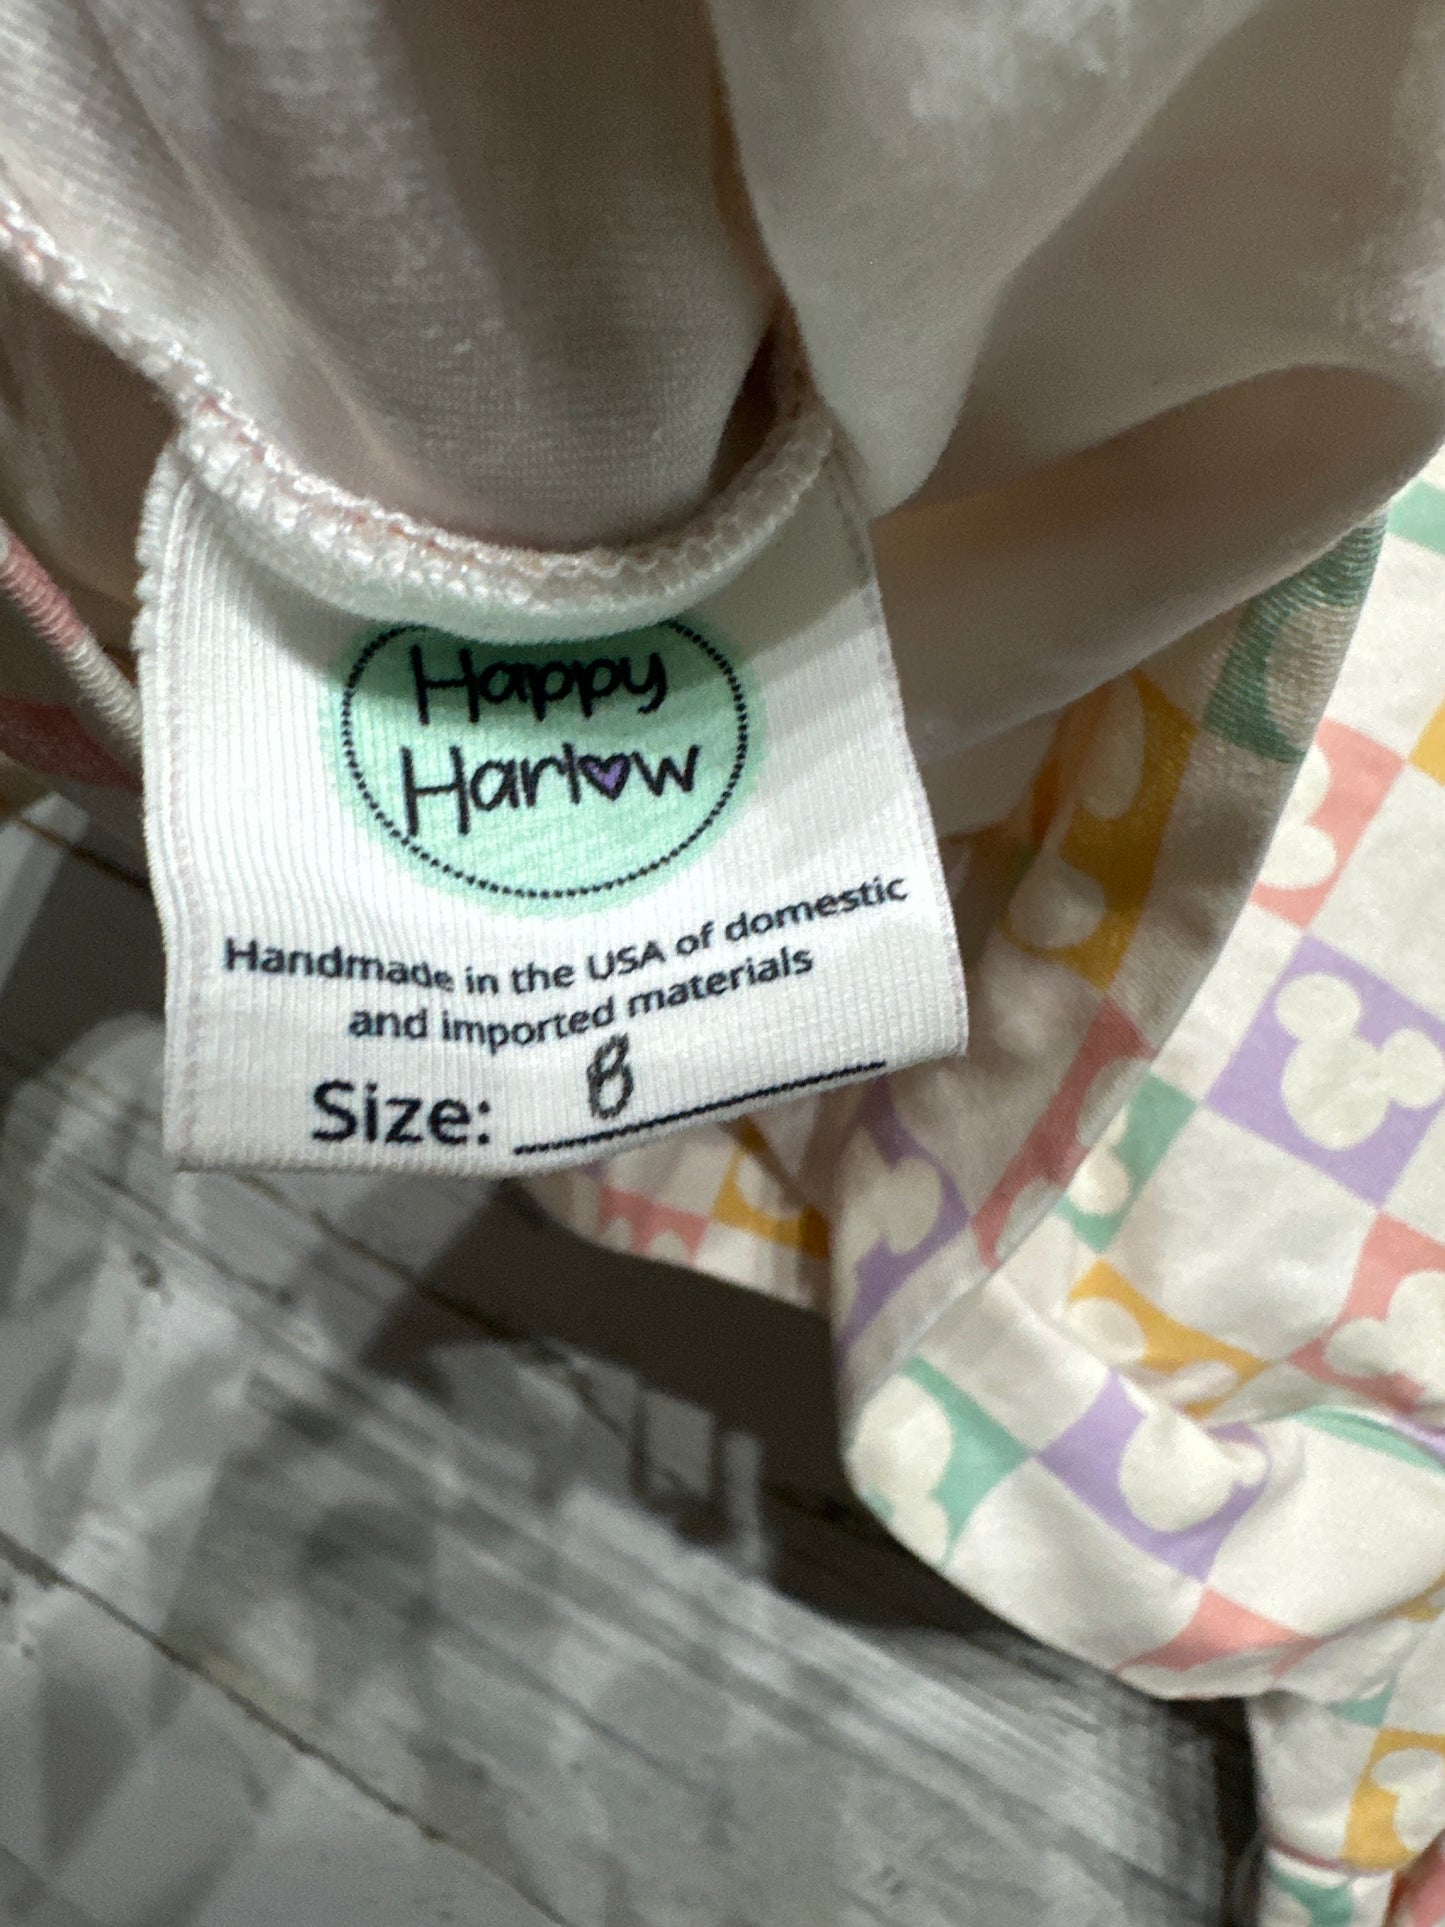 Happy
Harlow
Handmade in the USA of domestic
and imported materials
Size: 8